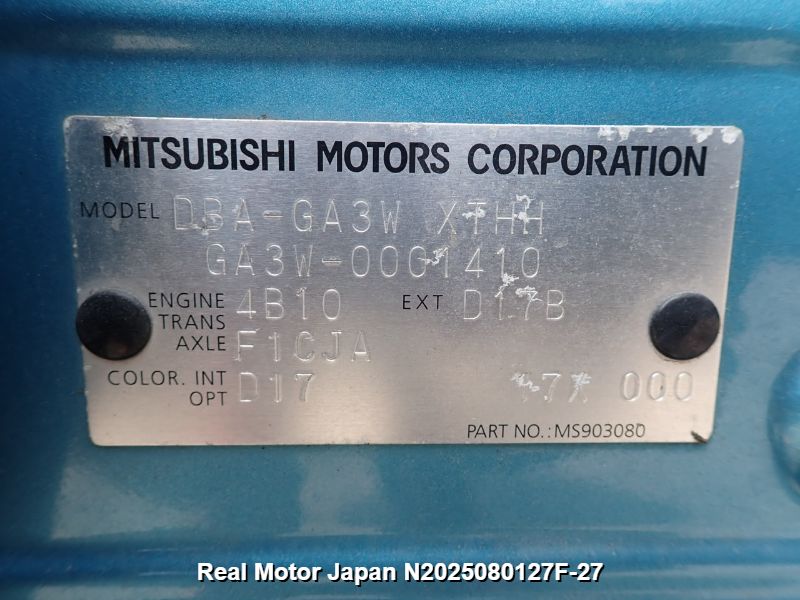 MITSUBISHI MOTORS CORPORATION
MODEL DBA-GA3W XTHH
GA3W-0001410
ENGINE 4B10 EXT D17B
TRANS
AXLE F1CJA
COLOR. INT D17 000
OPT
PART NO.:MS903080
Real Motor Japan N2025080127F-27